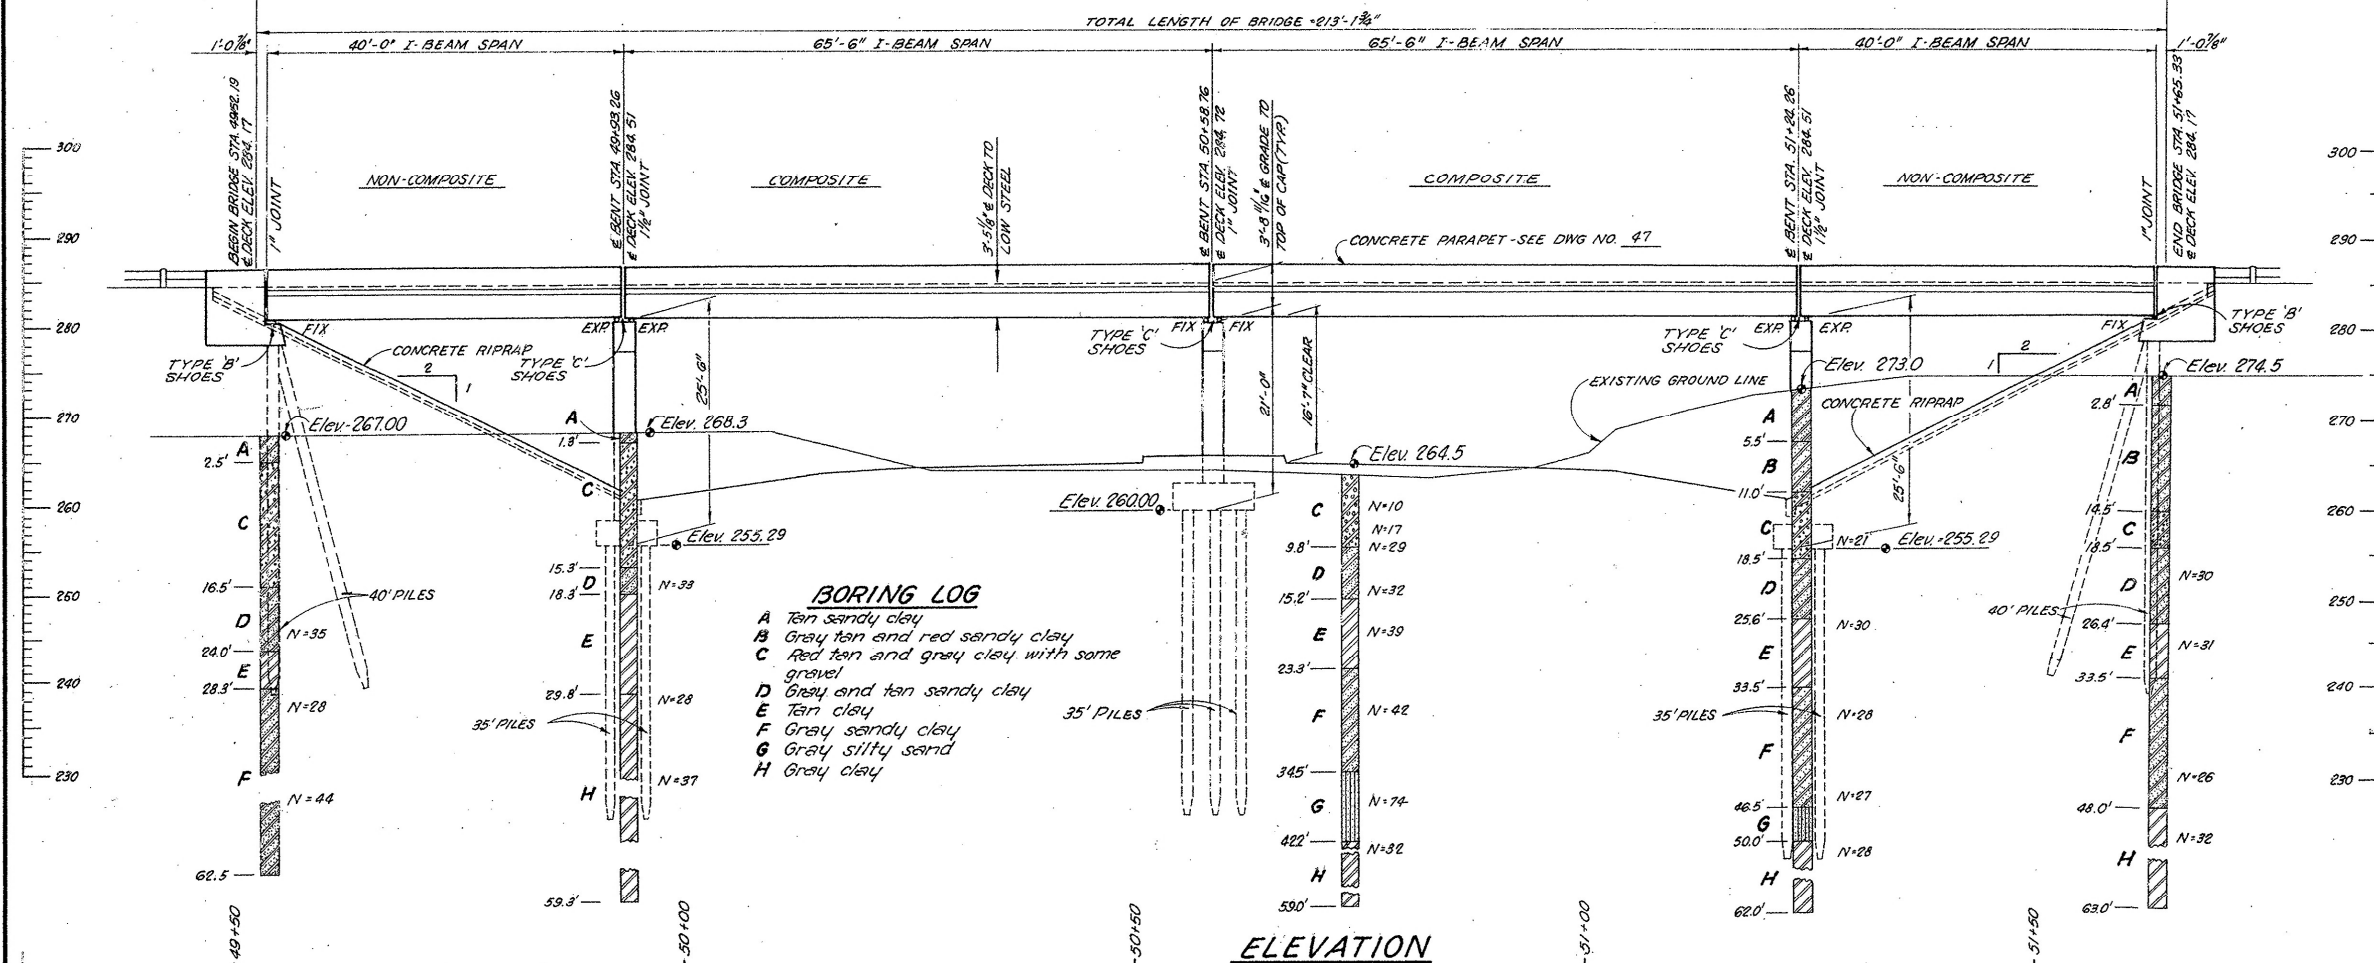 TOTAL LENGTH OF BRIDGE = 213'-1¾"
1'-0⅞"
40'-0" I-BEAM SPAN
65'-6" I-BEAM SPAN
65'-6" I-BEAM SPAN
40'-0" I-BEAM SPAN
1'-0⅞"
BEGIN BRIDGE STA. 49+52.19
℄ DECK ELEV. 284.17
1" JOINT
℄ BENT STA. 49+93.26
℄ DECK ELEV. 284.51
1½" JOINT
3'-5⅛" ℄ DECK TO
LOW STEEL
℄ BENT STA. 50+58.76
℄ DECK ELEV. 284.72
1" JOINT
3'-8 11/16" ℄ GRADE TO
TOP OF CAP (TYP.)
℄ BENT STA. 51+24.26
℄ DECK ELEV. 284.51
1½" JOINT
1" JOINT
END BRIDGE STA. 51+65.33
℄ DECK ELEV. 284.17
300
290
280
270
260
250
240
230
NON-COMPOSITE
COMPOSITE
COMPOSITE
NON-COMPOSITE
CONCRETE PARAPET-SEE DWG NO. 47
FIX
EXP. EXP.
FIX FIX
EXP. EXP.
FIX
TYPE 'B'
SHOES
CONCRETE RIPRAP
2
1
TYPE 'C'
SHOES
25'-6"
TYPE 'C'
SHOES
21'-0"
16'-7" CLEAR
TYPE 'C'
SHOES
EXISTING GROUND LINE
CONCRETE RIPRAP
2
1
25'-6"
TYPE 'B'
SHOES
Elev. 267.00
A
2.5'
C
16.5'
D
N=35
24.0'
E
28.3'
N=28
F
N=44
62.5
40' PILES
Elev. 268.3
A
1.3'
C
Elev. 255.29
15.3'
D
N=33
18.3'
E
29.8'
N=28
35' PILES
N=37
H
59.3'
BORING LOG
A Tan sandy clay
B Gray tan and red sandy clay
C Red tan and gray clay with some
gravel
D Gray and tan sandy clay
E Tan clay
F Gray sandy clay
G Gray silty sand
H Gray clay
Elev. 260.00
35' PILES
Elev. 264.5
C
N=10
N=17
9.8'
N=29
D
N=32
15.2'
E
N=39
23.3'
F
N=42
34.5'
G
N=74
42.2
N=32
H
59.0'
Elev. 273.0
A
5.5'
B
11.0'
C
N=21
Elev. 255.29
18.5'
D
25.6'
N=30
E
33.5'
35' PILES
N=28
F
N=27
46.5'
G
50.0'
N=28
H
62.0'
Elev. 274.5
A
2.8'
B
14.5'
C
18.5'
D
N=30
40' PILES
26.4'
E
N=31
33.5'
F
N=26
48.0'
N=32
H
63.0'
300
290
280
270
260
250
240
230
49+50
50+00
50+50
51+00
51+50
ELEVATION